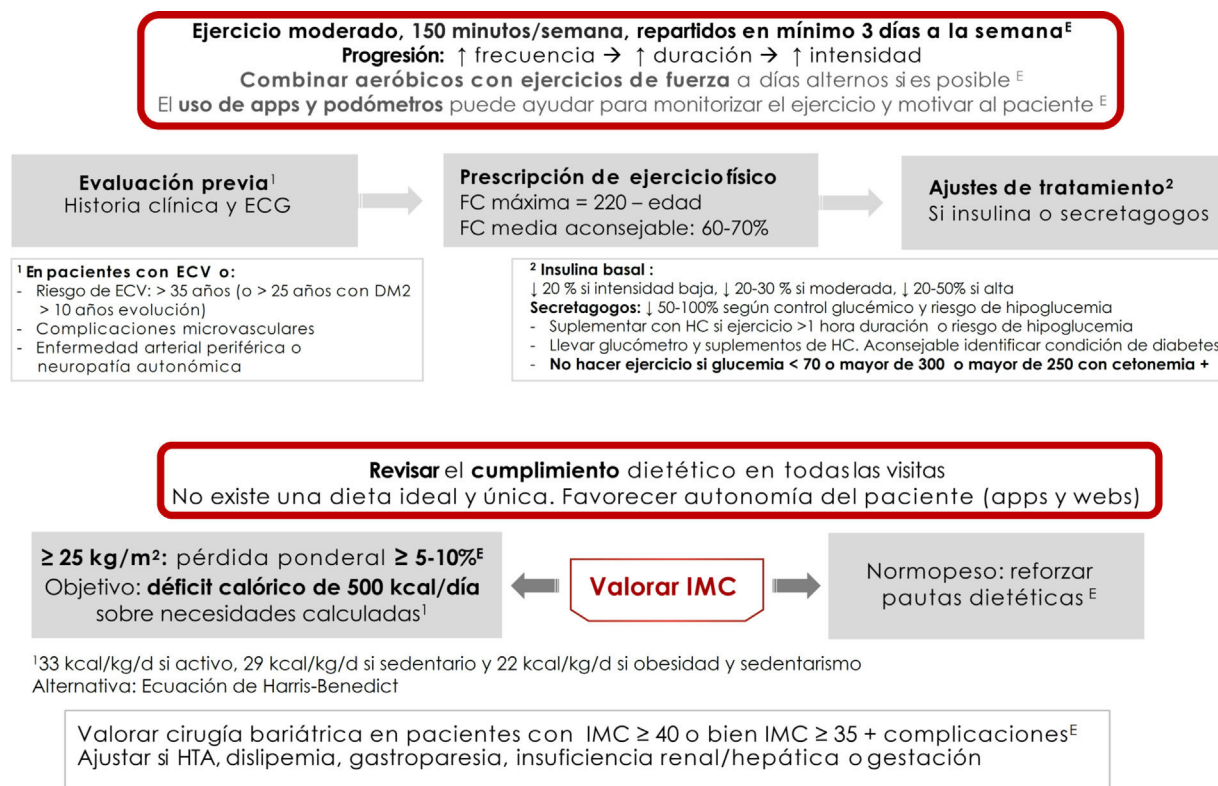 Ejercicio moderado, 150 minutos/semana, repartidos en mínimo 3 días a la semanaᴱ
Progresión: ↑ frecuencia → ↑ duración → ↑ intensidad
Combinar aeróbicos con ejercicios de fuerza a días alternos si es posible ᴱ
El uso de apps y podómetros puede ayudar para monitorizar el ejercicio y motivar al paciente ᴱ
Evaluación previa¹
Historia clínica y ECG
Prescripción de ejercicio físico
FC máxima = 220 – edad
FC media aconsejable: 60-70%
Ajustes de tratamiento²
Si insulina o secretagogos
¹ En pacientes con ECV o:
- Riesgo de ECV: > 35 años (o > 25 años con DM2
> 10 años evolución)
- Complicaciones microvasculares
- Enfermedad arterial periférica o
neuropatía autonómica
² Insulina basal :
↓ 20 % si intensidad baja, ↓ 20-30 % si moderada, ↓ 20-50% si alta
Secretagogos: ↓ 50-100% según control glucémico y riesgo de hipoglucemia
- Suplementar con HC si ejercicio >1 hora duración o riesgo de hipoglucemia
- Llevar glucómetro y suplementos de HC. Aconsejable identificar condición de diabetes
- No hacer ejercicio si glucemia < 70 o mayor de 300 o mayor de 250 con cetonemia +
Revisar el cumplimiento dietético en todas las visitas
No existe una dieta ideal y única. Favorecer autonomía del paciente (apps y webs)
≥ 25 kg/m²: pérdida ponderal ≥ 5-10%ᴱ
Objetivo: déficit calórico de 500 kcal/día
sobre necesidades calculadas¹
Valorar IMC
Normopeso: reforzar
pautas dietéticas ᴱ
¹33 kcal/kg/d si activo, 29 kcal/kg/d si sedentario y 22 kcal/kg/d si obesidad y sedentarismo
Alternativa: Ecuación de Harris-Benedict
Valorar cirugía bariátrica en pacientes con IMC ≥ 40 o bien IMC ≥ 35 + complicacionesᴱ
Ajustar si HTA, dislipemia, gastroparesia, insuficiencia renal/hepática o gestación